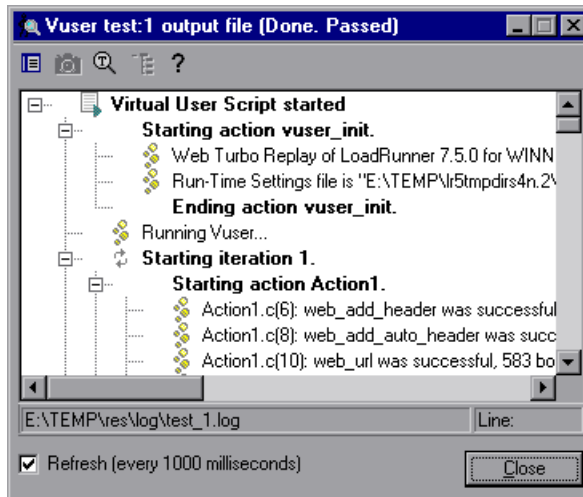 Vuser test:1 output file (Done. Passed)
?
Virtual User Script started
Starting action vuser_init.
Web Turbo Replay of LoadRunner 7.5.0 for WINN
Run-Time Settings file is "E:\TEMP\lr5tmpdirs4n.2\
Ending action vuser_init.
Running Vuser...
Starting iteration 1.
Starting action Action1.
Action1.c(6): web_add_header was successful
Action1.c(8): web_add_auto_header was succ
Action1.c(10): web_url was successful, 583 bo
E:\TEMP\res\log\test_1.log Line:
Refresh (every 1000 milliseconds) Close